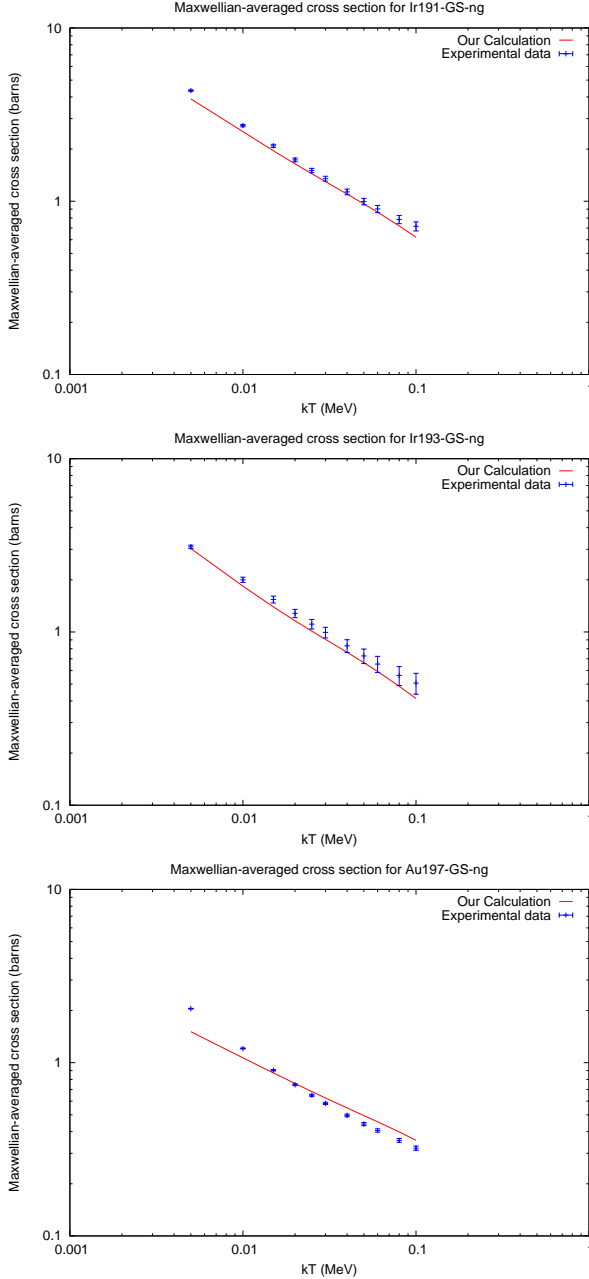 Maxwellian-averaged cross section for Ir191-GS-ng
Maxwellian-averaged cross section (barns)
10
1
0.1
0.001
0.01
0.1
1
kT (MeV)
Our Calculation
Experimental data
Maxwellian-averaged cross section for Ir193-GS-ng
Maxwellian-averaged cross section (barns)
10
1
0.1
0.001
0.01
0.1
1
kT (MeV)
Our Calculation
Experimental data
Maxwellian-averaged cross section for Au197-GS-ng
Maxwellian-averaged cross section (barns)
10
1
0.1
0.001
0.01
0.1
1
kT (MeV)
Our Calculation
Experimental data